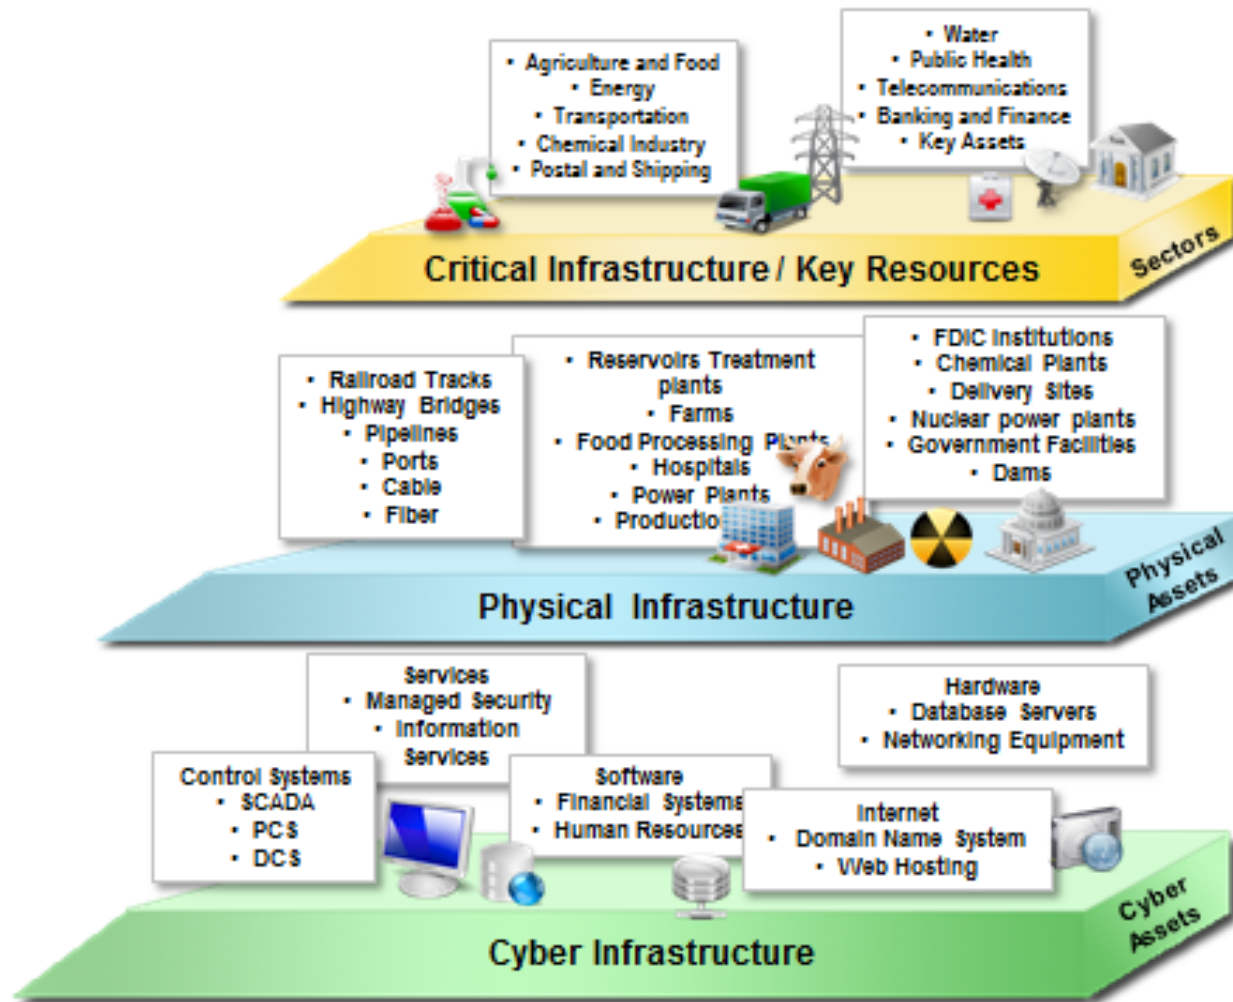 • Agriculture and Food
• Energy
• Transportation
• Chemical Industry
• Postal and Shipping
• Water
• Public Health
• Telecommunications
• Banking and Finance
• Key Assets
Critical Infrastructure / Key Resources
Sectors
• Railroad Tracks
• Highway Bridges
• Pipelines
• Ports
• Cable
• Fiber
• Reservoirs Treatment
plants
• Farms
• Food Processing Plants
• Hospitals
• Power Plants
• Production
• FDIC Institutions
• Chemical Plants
• Delivery Sites
• Nuclear power plants
• Government Facilities
• Dams
Physical Infrastructure
Physical
Assets
Services
• Managed Security
• Information
Services
Hardware
• Database Servers
• Networking Equipment
Control Systems
• SCADA
• PCS
• DCS
Software
• Financial Systems
• Human Resources
Internet
• Domain Name System
• Web Hosting
Cyber Infrastructure
Cyber
Assets